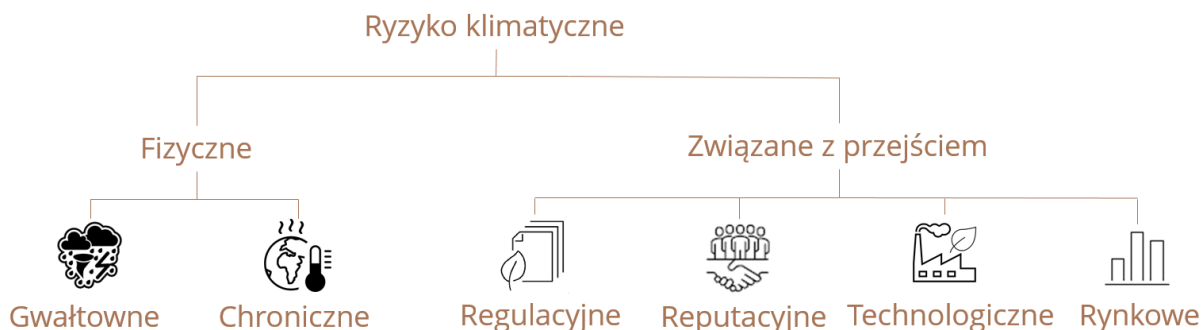 Ryzyko klimatyczne
Fizyczne
Związane z przejściem
Gwałtowne
Chroniczne
Regulacyjne
Reputacyjne
Technologiczne
Rynkowe